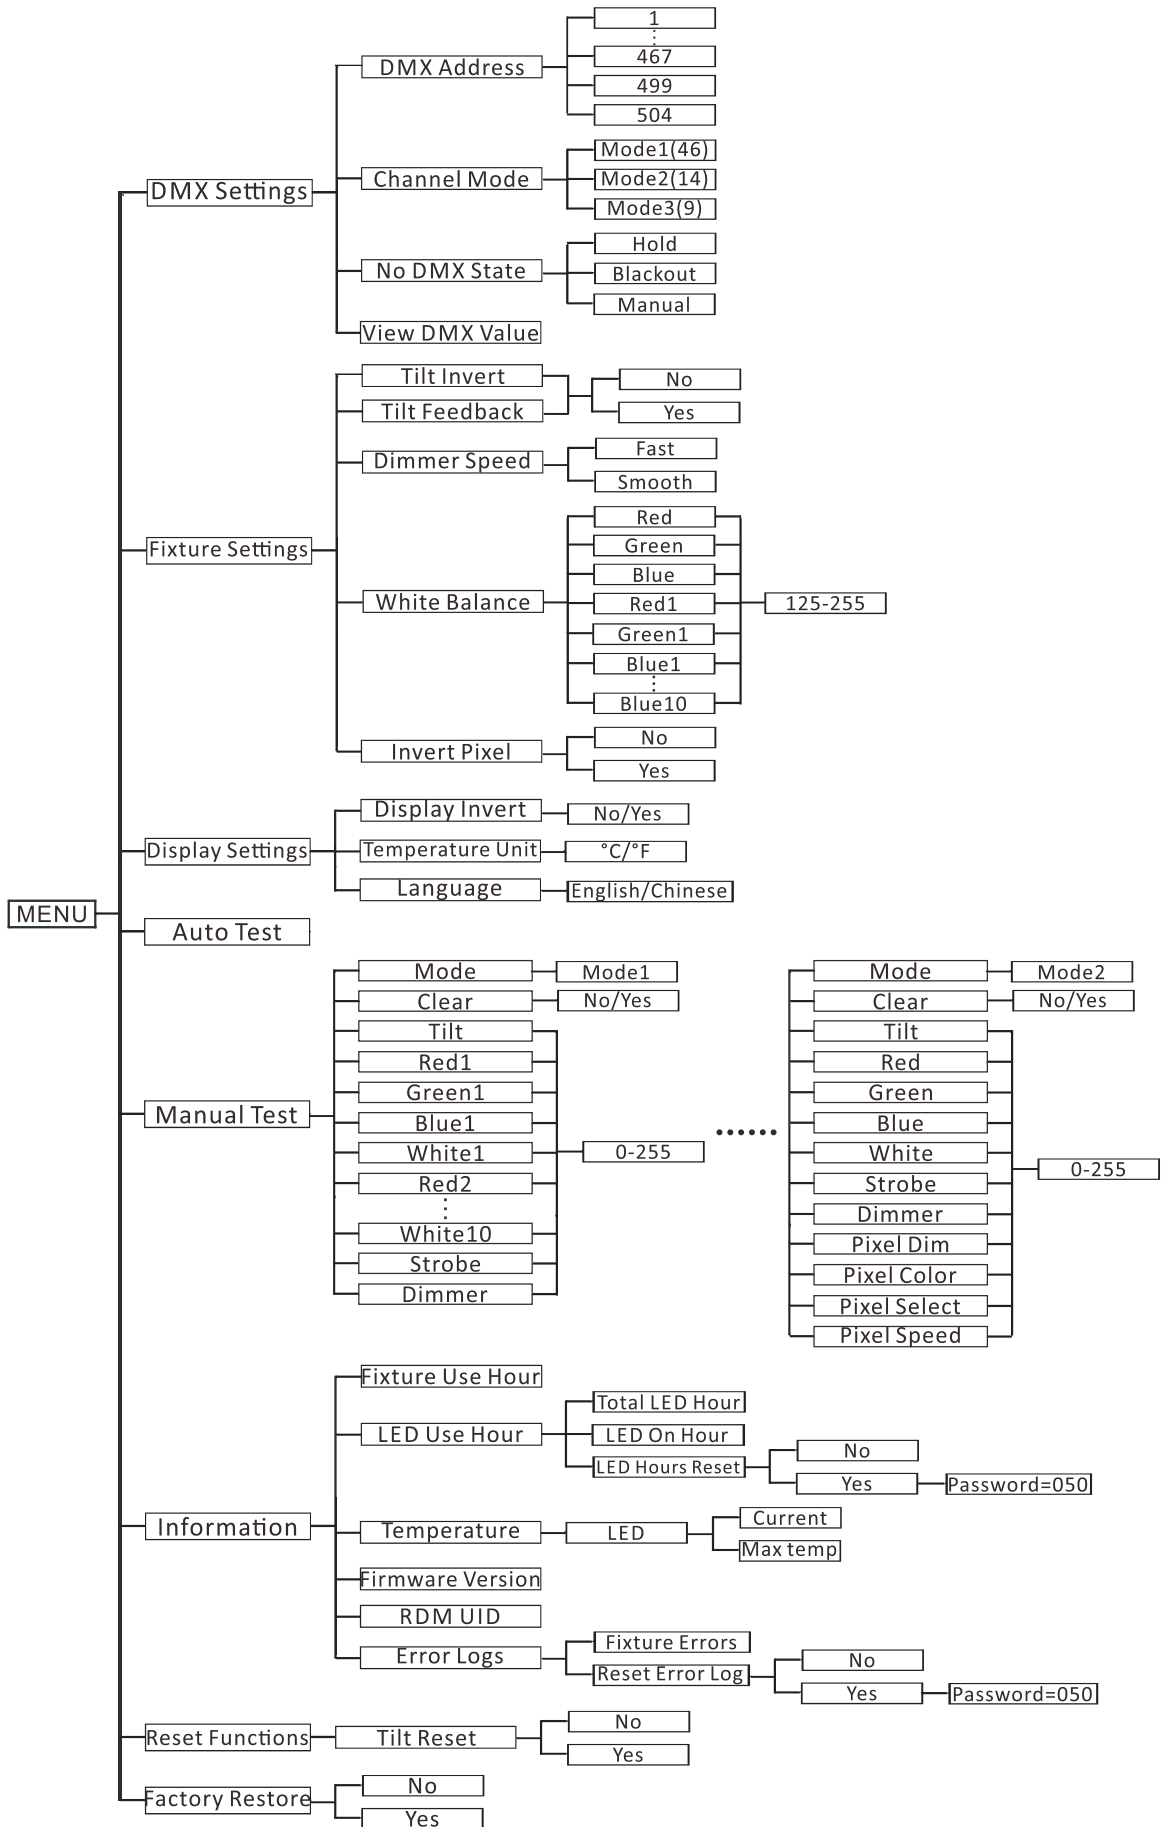 MENU
DMX Settings
DMX Address
1
467
499
504
Channel Mode
Mode1(46)
Mode2(14)
Mode3(9)
No DMX State
Hold
Blackout
Manual
View DMX Value
Fixture Settings
Tilt Invert
Tilt Feedback
No
Yes
Dimmer Speed
Fast
Smooth
White Balance
Red
Green
Blue
Red1
Green1
Blue1
Blue10
125-255
Invert Pixel
No
Yes
Display Settings
Display Invert
No/Yes
Temperature Unit
°C/°F
Language
English/Chinese
Auto Test
Manual Test
Mode
Mode1
Clear
No/Yes
Tilt
Red1
Green1
Blue1
White1
Red2
White10
Strobe
Dimmer
0-255
......
Mode
Mode2
Clear
No/Yes
Tilt
Red
Green
Blue
White
Strobe
Dimmer
Pixel Dim
Pixel Color
Pixel Select
Pixel Speed
0-255
Information
Fixture Use Hour
LED Use Hour
Total LED Hour
LED On Hour
LED Hours Reset
No
Yes
Password=050
Temperature
LED
Current
Max temp
Firmware Version
RDM UID
Error Logs
Fixture Errors
Reset Error Log
No
Yes
Password=050
Reset Functions
Tilt Reset
No
Yes
Factory Restore
No
Yes